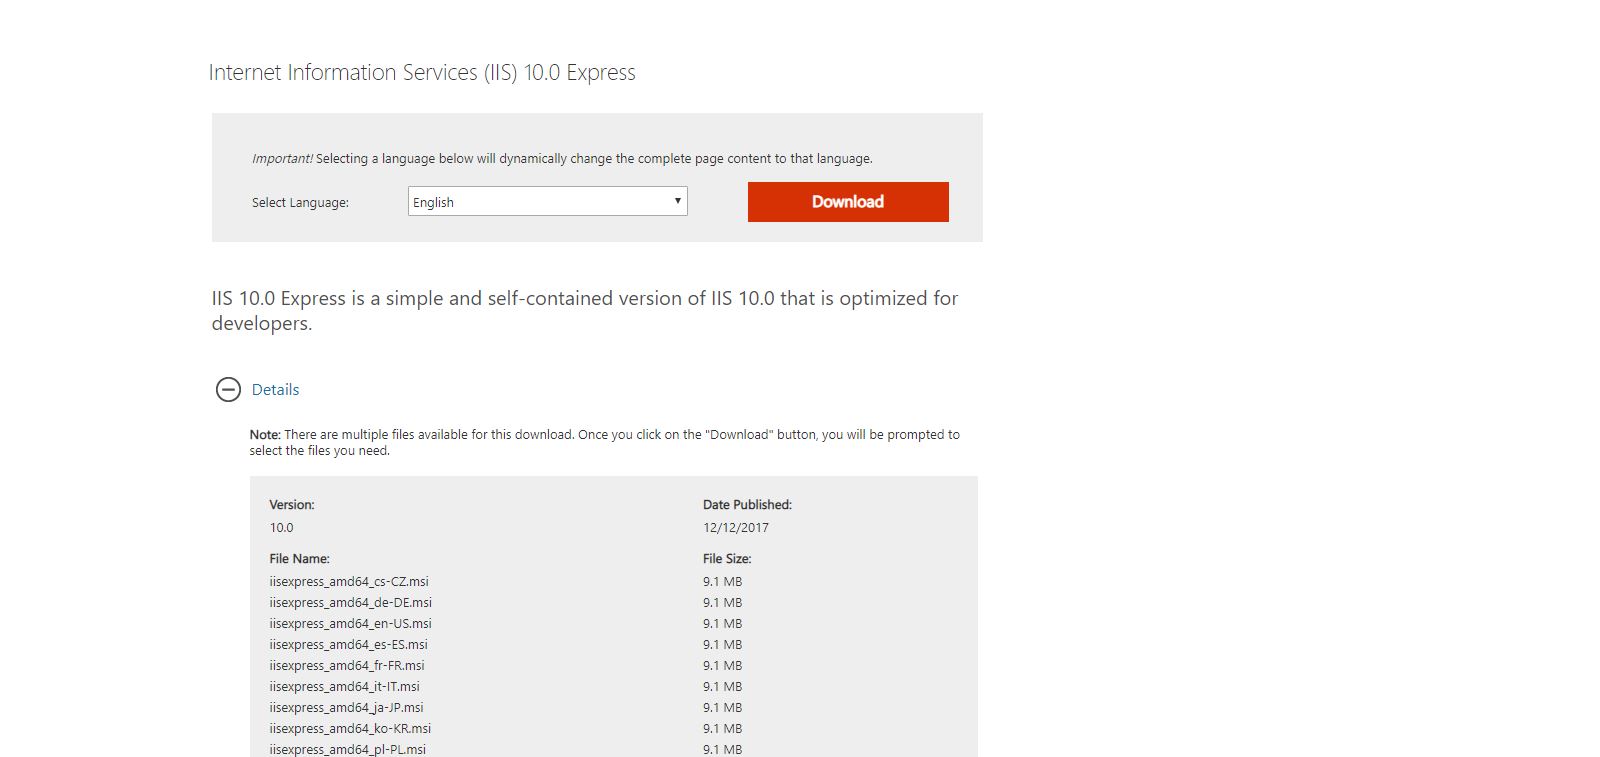 Internet Information Services (IIS) 10.0 Express
Important! Selecting a language below will dynamically change the complete page content to that language.
Select Language:
English
Download
IIS 10.0 Express is a simple and self-contained version of IIS 10.0 that is optimized for
developers.
Details
Note: There are multiple files available for this download. Once you click on the "Download" button, you will be prompted to
select the files you need.
Version:
Date Published:
10.0
12/12/2017
File Name:
File Size:
iisexpress_amd64_cs-CZ.msi
9.1 MB
iisexpress_amd64_de-DE.msi
9.1 MB
iisexpress_amd64_en-US.msi
9.1 MB
iisexpress_amd64_es-ES.msi
9.1 MB
iisexpress_amd64_fr-FR.msi
9.1 MB
iisexpress_amd64_it-IT.msi
9.1 MB
iisexpress_amd64_ja-JP.msi
9.1 MB
iisexpress_amd64_ko-KR.msi
9.1 MB
iisexpress_amd64_pl-PL.msi
9.1 MB